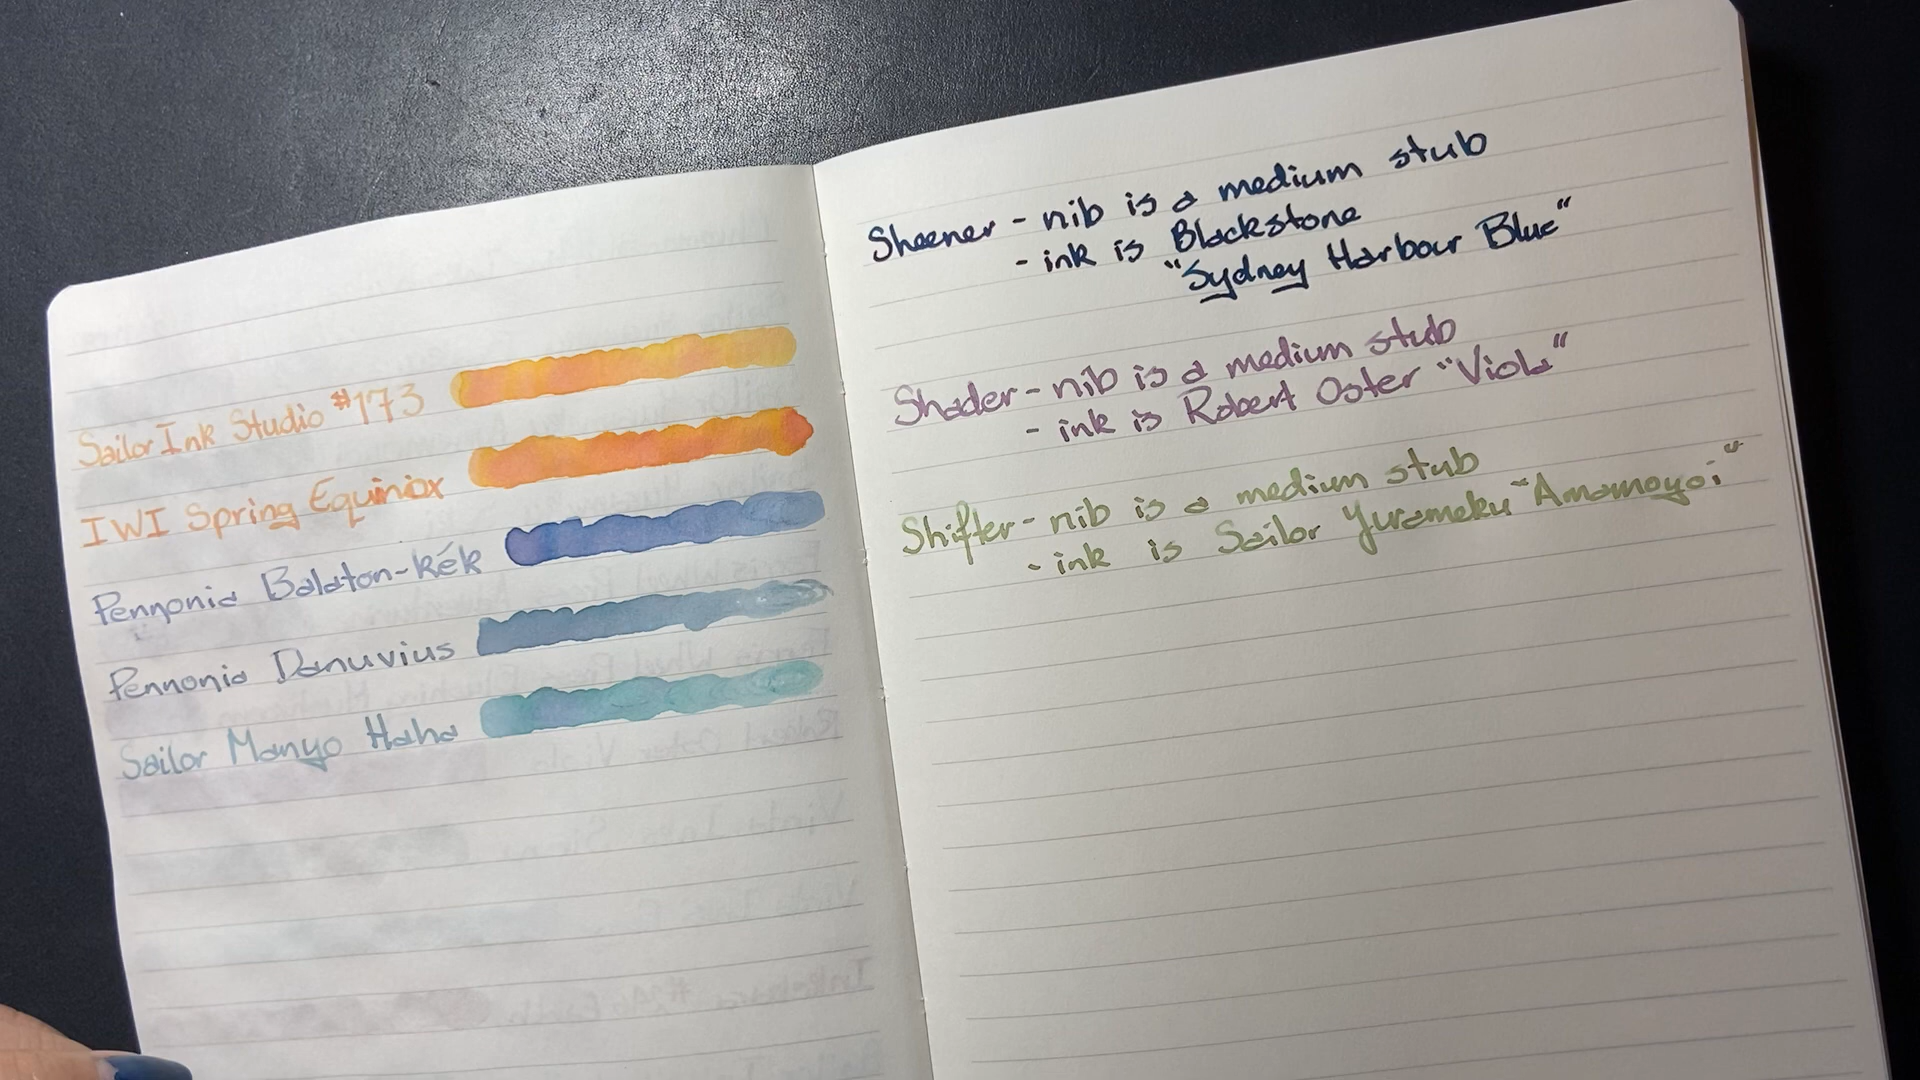 Sailor Ink Studio #173
IWI Spring Equinox
Pennonia Balaton-kék
Pennonia Danuvius
Sailor Manyo Haha
Sheener - nib is a medium stub
- ink is Blackstone
"Sydney Harbour Blue"
Shader - nib is a medium stub
- ink is Robert Oster "Viola"
Shifter - nib is a medium stub
- ink is Sailor Yurameku "Amamoyoi"